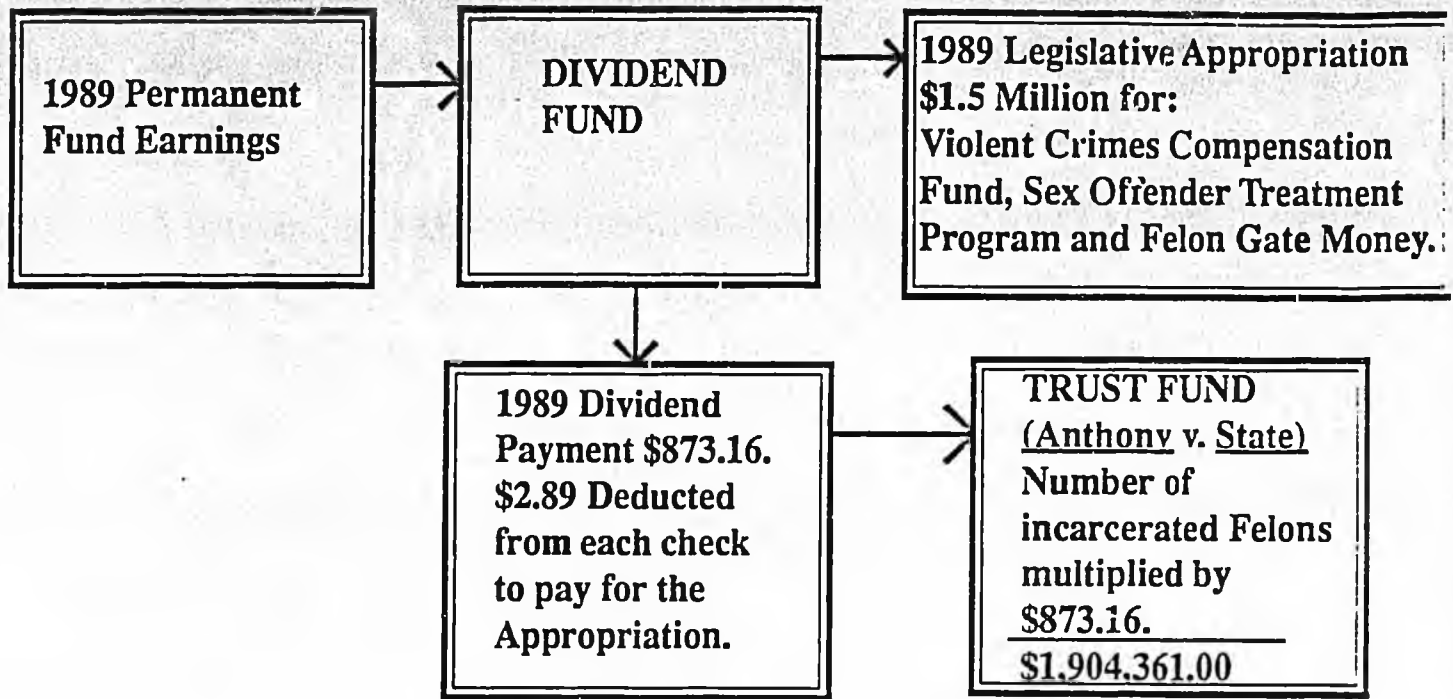 1989 Permanent
Fund Earnings
DIVIDEND
FUND
1989 Legislative Appropriation
$1.5 Million for:
Violent Crimes Compensation
Fund, Sex Offender Treatment
Program and Felon Gate Money.
1989 Dividend
Payment $873.16.
$2.89 Deducted
from each check
to pay for the
Appropriation.
TRUST FUND
(Anthony v. State)
Number of
incarcerated Felons
multiplied by
$873.16.
$1,904,361.00